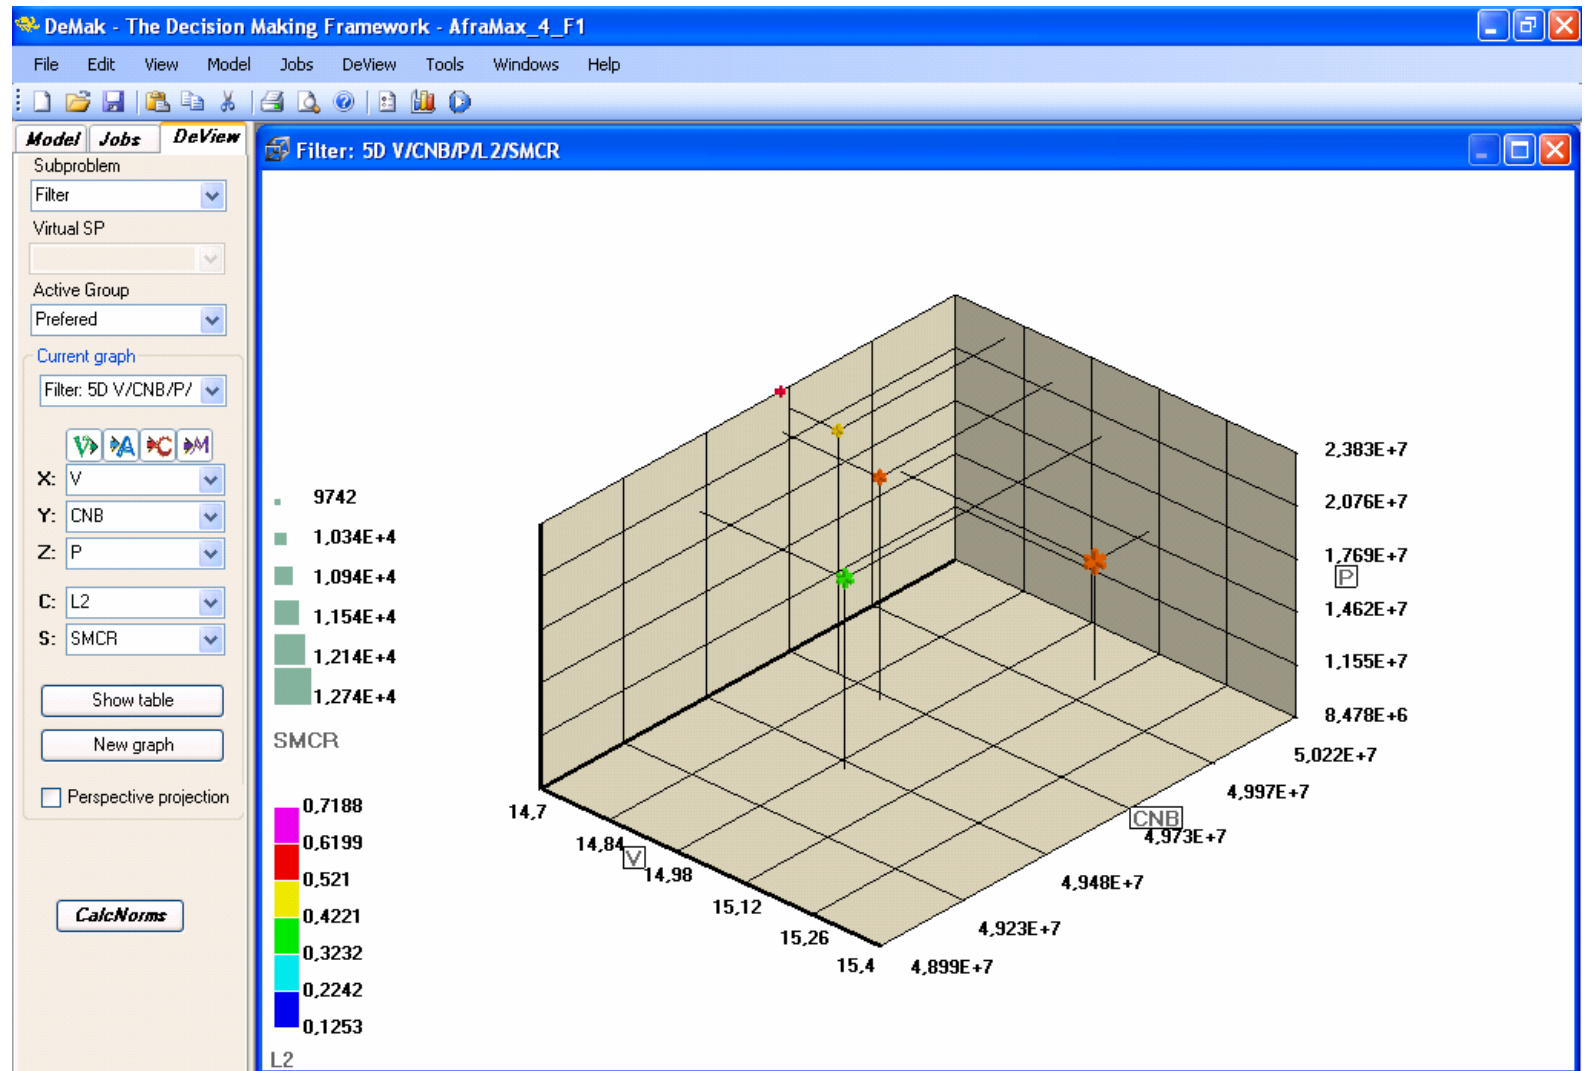 DeMak - The Decision Making Framework - AfraMax_4_F1
File Edit View Model Jobs DeView Tools Windows Help
Model Jobs DeView
Filter: 5D V/CNB/P/L2/SMCR
Subproblem
Filter
Virtual SP
Active Group
Prefered
Current graph
Filter: 5D V/CNB/P/
V A C M
X: V
Y: CNB
Z: P
C: L2
S: SMCR
Show table
New graph
Perspective projection
CalcNorms
9742
1,034E+4
1,094E+4
1,154E+4
1,214E+4
1,274E+4
SMCR
0,7188
0,6199
0,521
0,4221
0,3232
0,2242
0,1253
L2
2,383E+7
2,076E+7
1,769E+7
P
1,462E+7
1,155E+7
8,478E+6
5,022E+7
4,997E+7
CNB
4,973E+7
4,948E+7
4,923E+7
4,899E+7
14,7
14,84
V
14,98
15,12
15,26
15,4